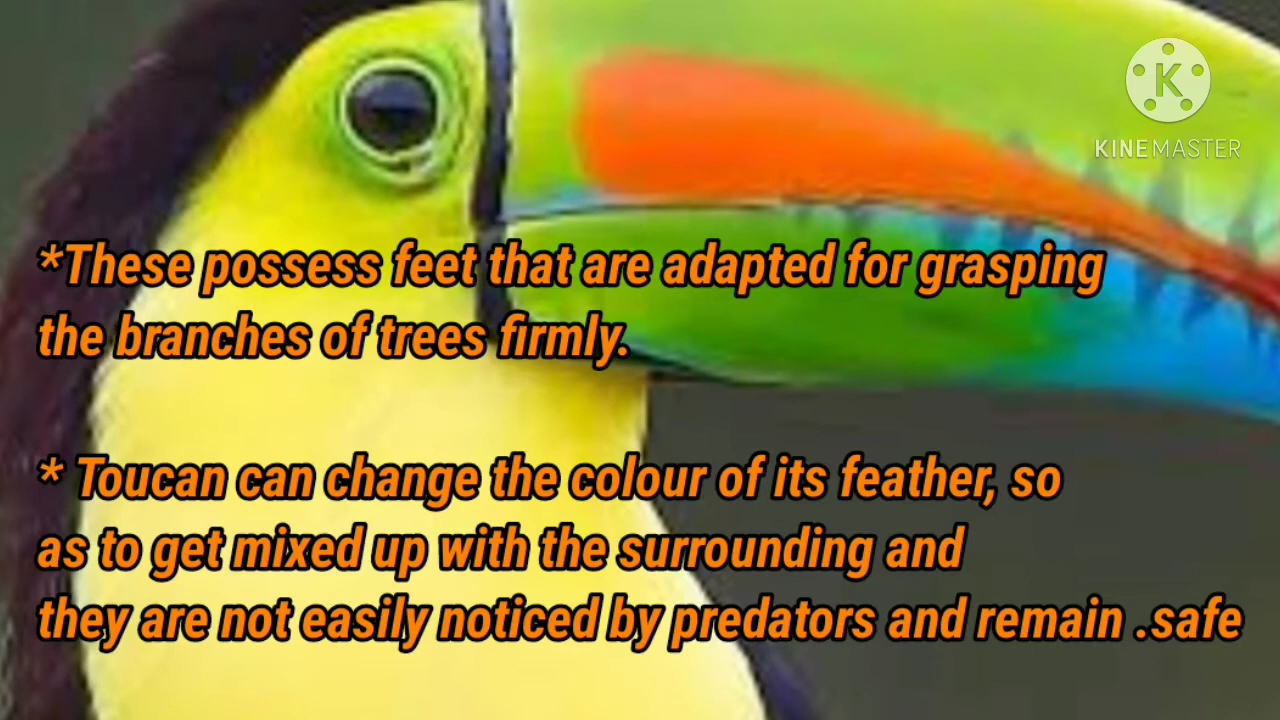 K
KINEMASTER
*These possess feet that are adapted for grasping
the branches of trees firmly.
* Toucan can change the colour of its feather, so
as to get mixed up with the surrounding and
they are not easily noticed by predators and remain .safe